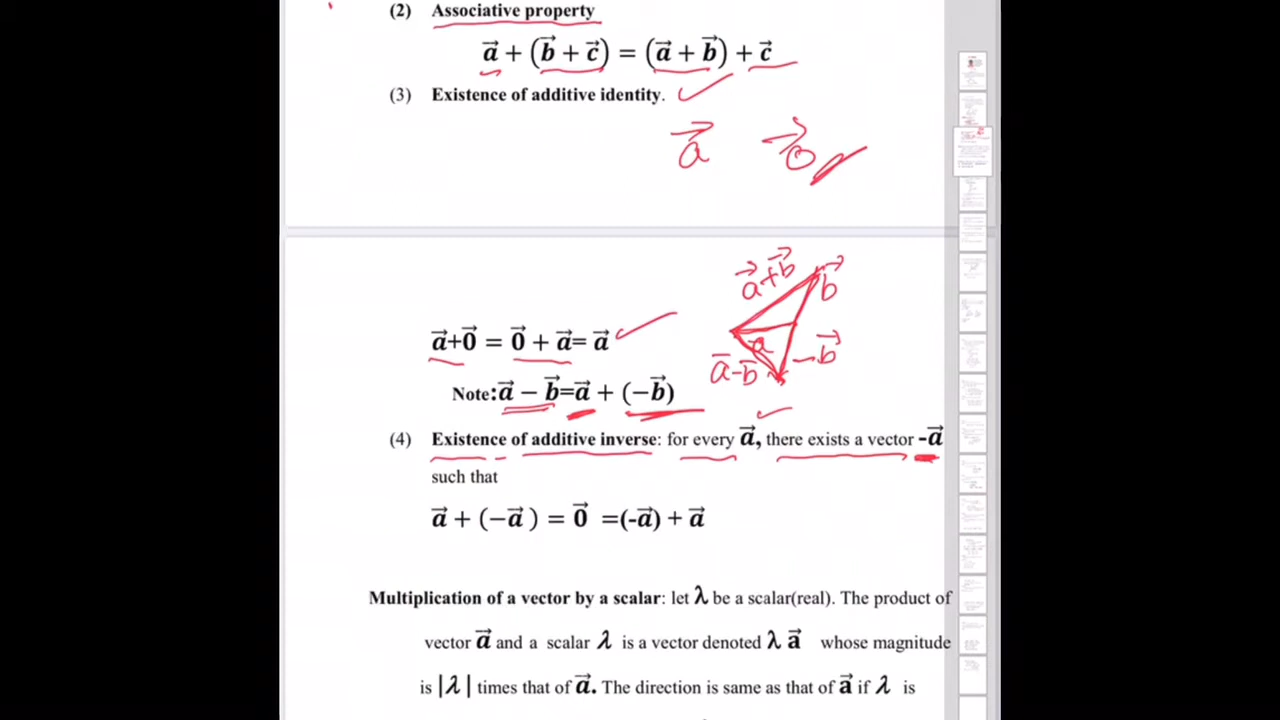 (2) Associative property
a⃗ + (b⃗ + c⃗) = (a⃗ + b⃗) + c⃗
(3) Existence of additive identity.
a⃗ 0⃗
a⃗+b⃗ b⃗
a⃗+0⃗ = 0⃗ + a⃗= a⃗
a
a⃗-b⃗ -b⃗
Note:a⃗ − b⃗=a⃗ + (−b⃗)
(4) Existence of additive inverse: for every a⃗, there exists a vector -a⃗
such that
a⃗ + (−a⃗ ) = 0⃗ =(-a⃗) + a⃗
Multiplication of a vector by a scalar: let λ be a scalar(real). The product of
vector a⃗ and a scalar λ is a vector denoted λ a⃗ whose magnitude
is |λ| times that of a⃗. The direction is same as that of a⃗ if λ is